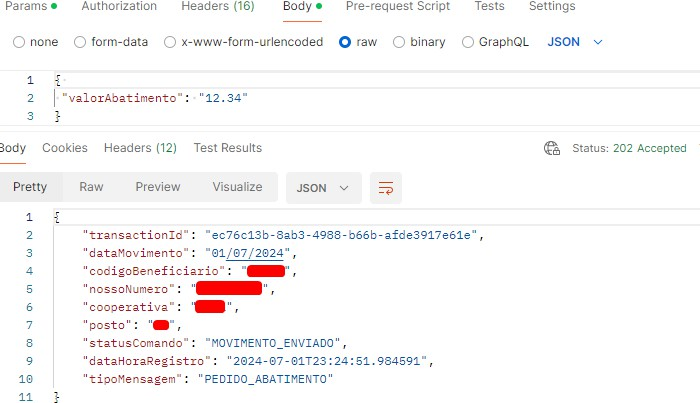 Params Authorization Headers (16) Body Pre-request Script Tests Settings
none form-data x-www-form-urlencoded raw binary GraphQL JSON
1 {
2 "valorAbatimento": "12.34"
3 }
Body Cookies Headers (12) Test Results Status: 202 Accepted
Pretty Raw Preview Visualize JSON
1 {
2 "transactionId": "ec76c13b-8ab3-4988-b66b-afde3917e61e",
3 "dataMovimento": "01/07/2024",
4 "codigoBeneficiario": "",
5 "nossoNumero": "",
6 "cooperativa": "",
7 "posto": "",
8 "statusComando": "MOVIMENTO_ENVIADO",
9 "dataHoraRegistro": "2024-07-01T23:24:51.984591",
10 "tipoMensagem": "PEDIDO_ABATIMENTO"
11 }